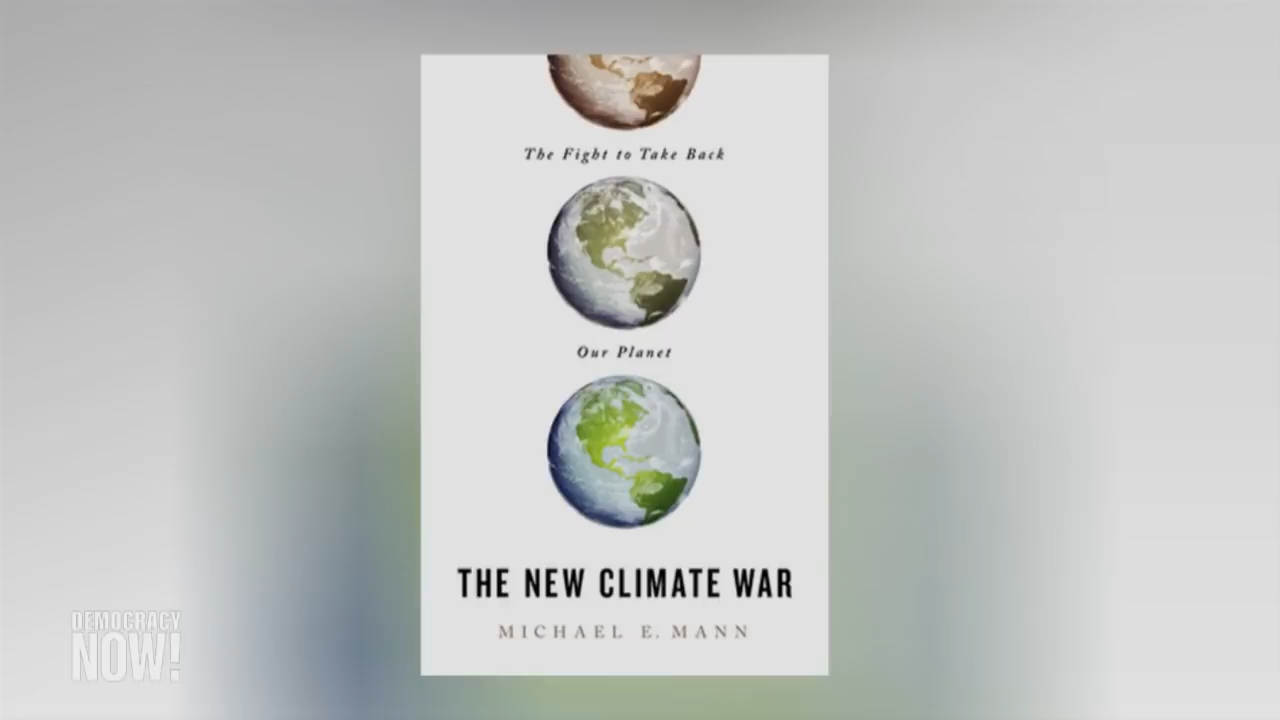 The Fight to Take Back
Our Planet
THE NEW CLIMATE WAR
MICHAEL E. MANN
DEMOCRACY
NOW!